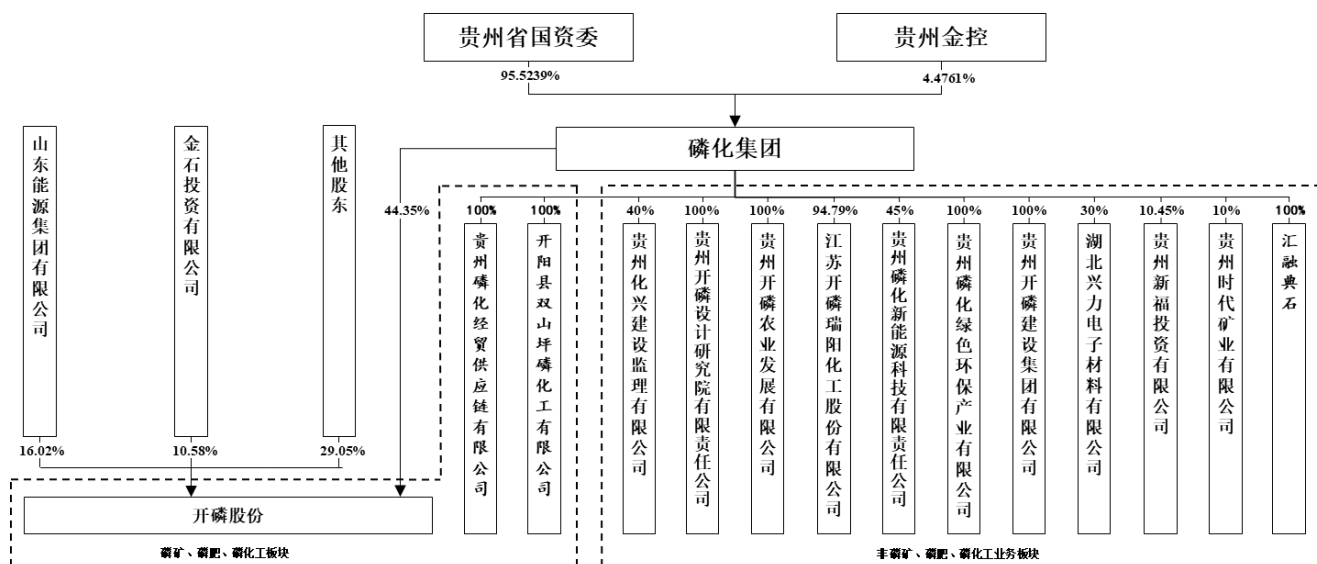 贵州省国资委
贵州金控
95.5239%
4.4761%
磷化集团
山东能源集团有限公司
金石投资有限公司
其他股东
44.35%
100%
100%
40%
100%
100%
94.79%
45%
100%
100%
30%
10.45%
10%
100%
贵州磷化经贸供应链有限公司
开阳县双山坪磷化工有限公司
贵州化兴建设监理有限公司
贵州开磷设计研究院有限责任公司
贵州开磷农业发展有限公司
江苏开磷瑞阳化工股份有限公司
贵州磷化新能源科技有限责任公司
贵州磷化绿色环保产业有限公司
贵州开磷建设集团有限公司
湖北兴力电子材料有限公司
贵州新福投资有限公司
贵州时代矿业有限公司
汇融典石
16.02%
10.58%
29.05%
开磷股份
磷矿、磷肥、磷化工板块
非磷矿、磷肥、磷化工业务板块